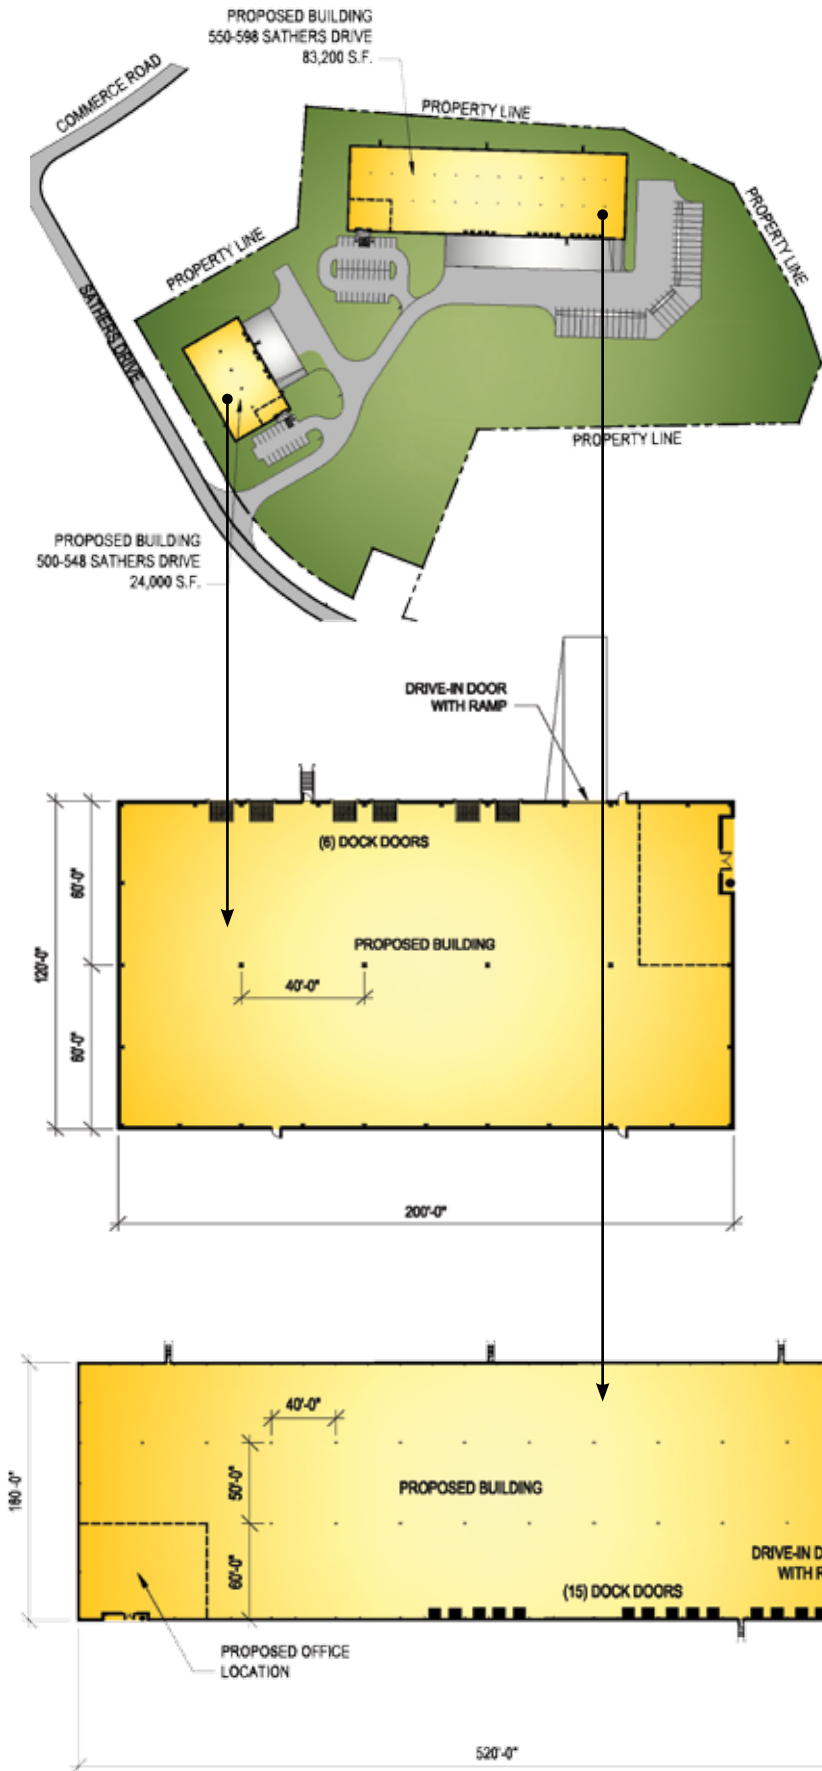 PROPOSED BUILDING
550-598 SATHERS DRIVE
83,200 S.F.
COMMERCE ROAD
PROPERTY LINE
PROPERTY LINE
PROPERTY LINE
SATHERS DRIVE
PROPERTY LINE
PROPOSED BUILDING
500-548 SATHERS DRIVE
24,000 S.F.
DRIVE-IN DOOR
WITH RAMP
(6) DOCK DOORS
60'-0"
120'-0"
PROPOSED BUILDING
40'-0"
60'-0"
200'-0"
40'-0"
160'-0"
50'-0"
PROPOSED BUILDING
60'-0"
DRIVE-IN D
WITH R
(15) DOCK DOORS
PROPOSED OFFICE
LOCATION
520'-0"